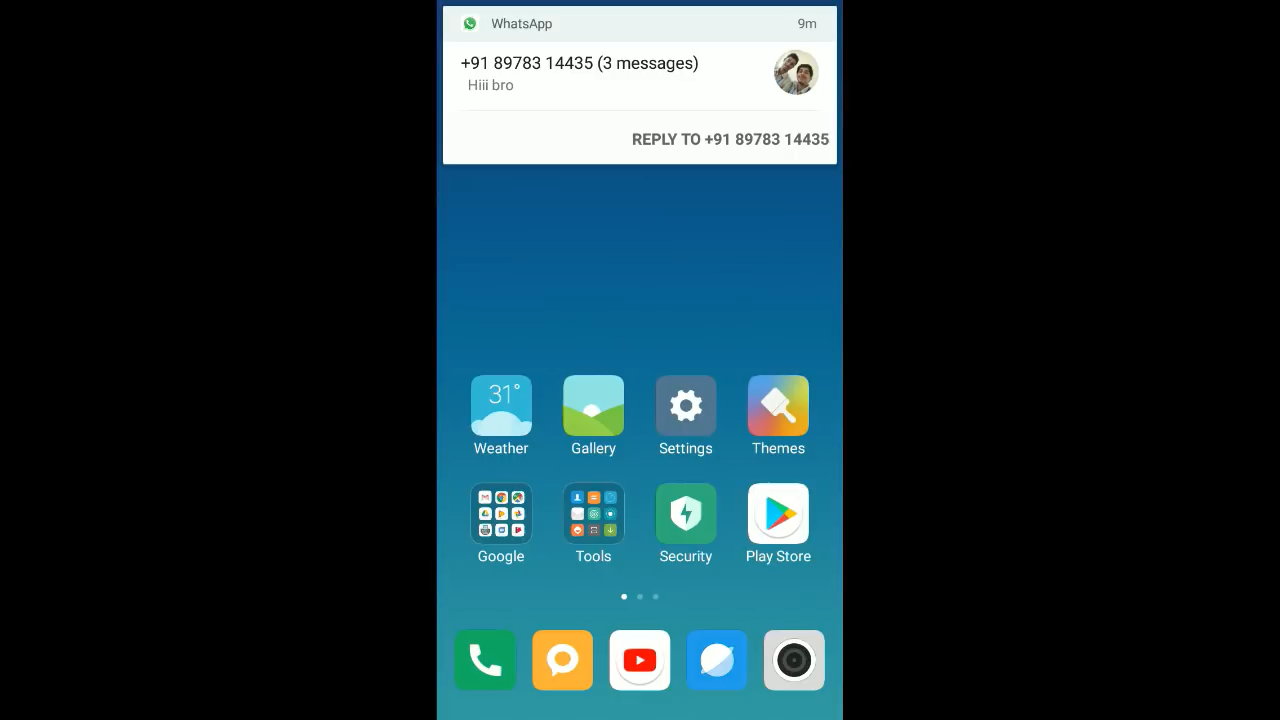 WhatsApp 9m
+91 89783 14435 (3 messages)
Hiii bro
REPLY TO +91 89783 14435
31°
Weather Gallery Settings Themes
Google Tools Security Play Store